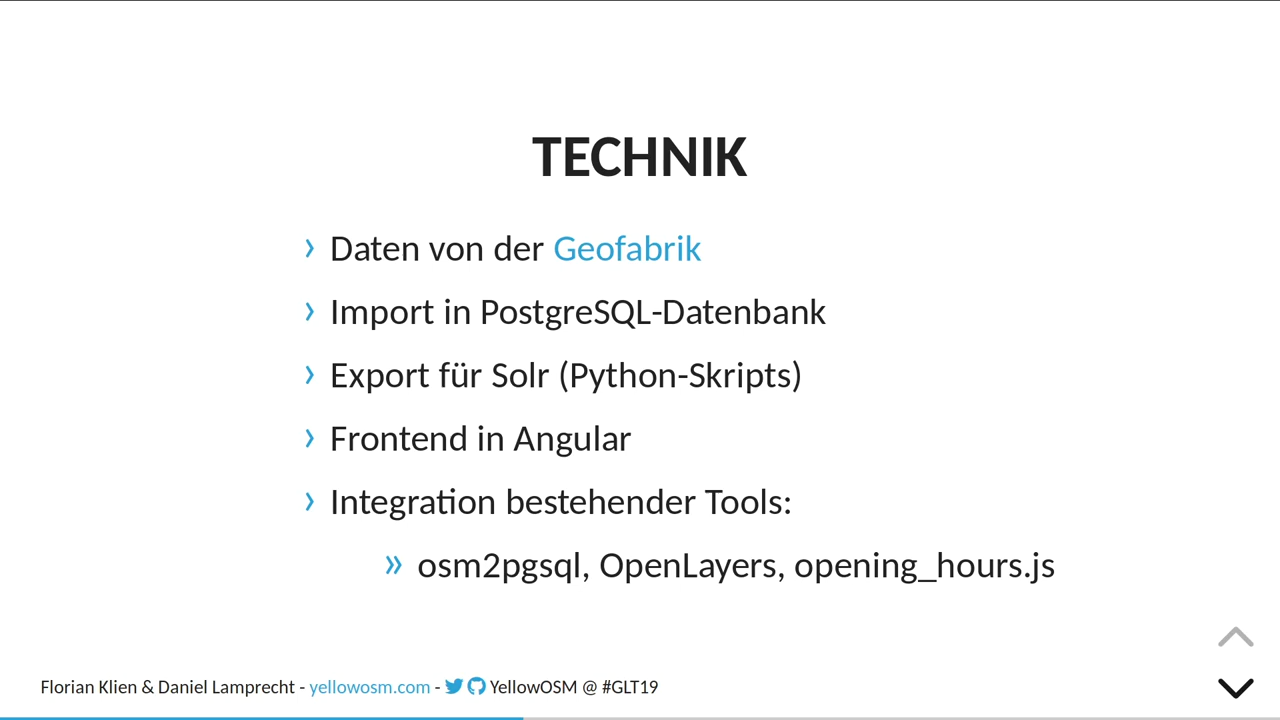 TECHNIK
› Daten von der Geofabrik
› Import in PostgreSQL-Datenbank
› Export für Solr (Python-Skripts)
› Frontend in Angular
› Integration bestehender Tools:
» osm2pgsql, OpenLayers, opening_hours.js
Florian Klien & Daniel Lamprecht - yellowosm.com - YellowOSM @ #GLT19